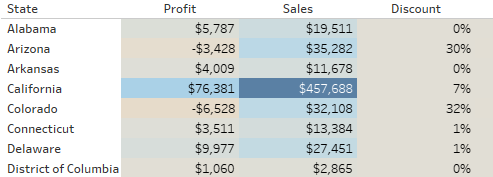 State Profit Sales Discount
Alabama $5,787 $19,511 0%
Arizona -$3,428 $35,282 30%
Arkansas $4,009 $11,678 0%
California $76,381 $457,688 7%
Colorado -$6,528 $32,108 32%
Connecticut $3,511 $13,384 1%
Delaware $9,977 $27,451 1%
District of Columbia $1,060 $2,865 0%